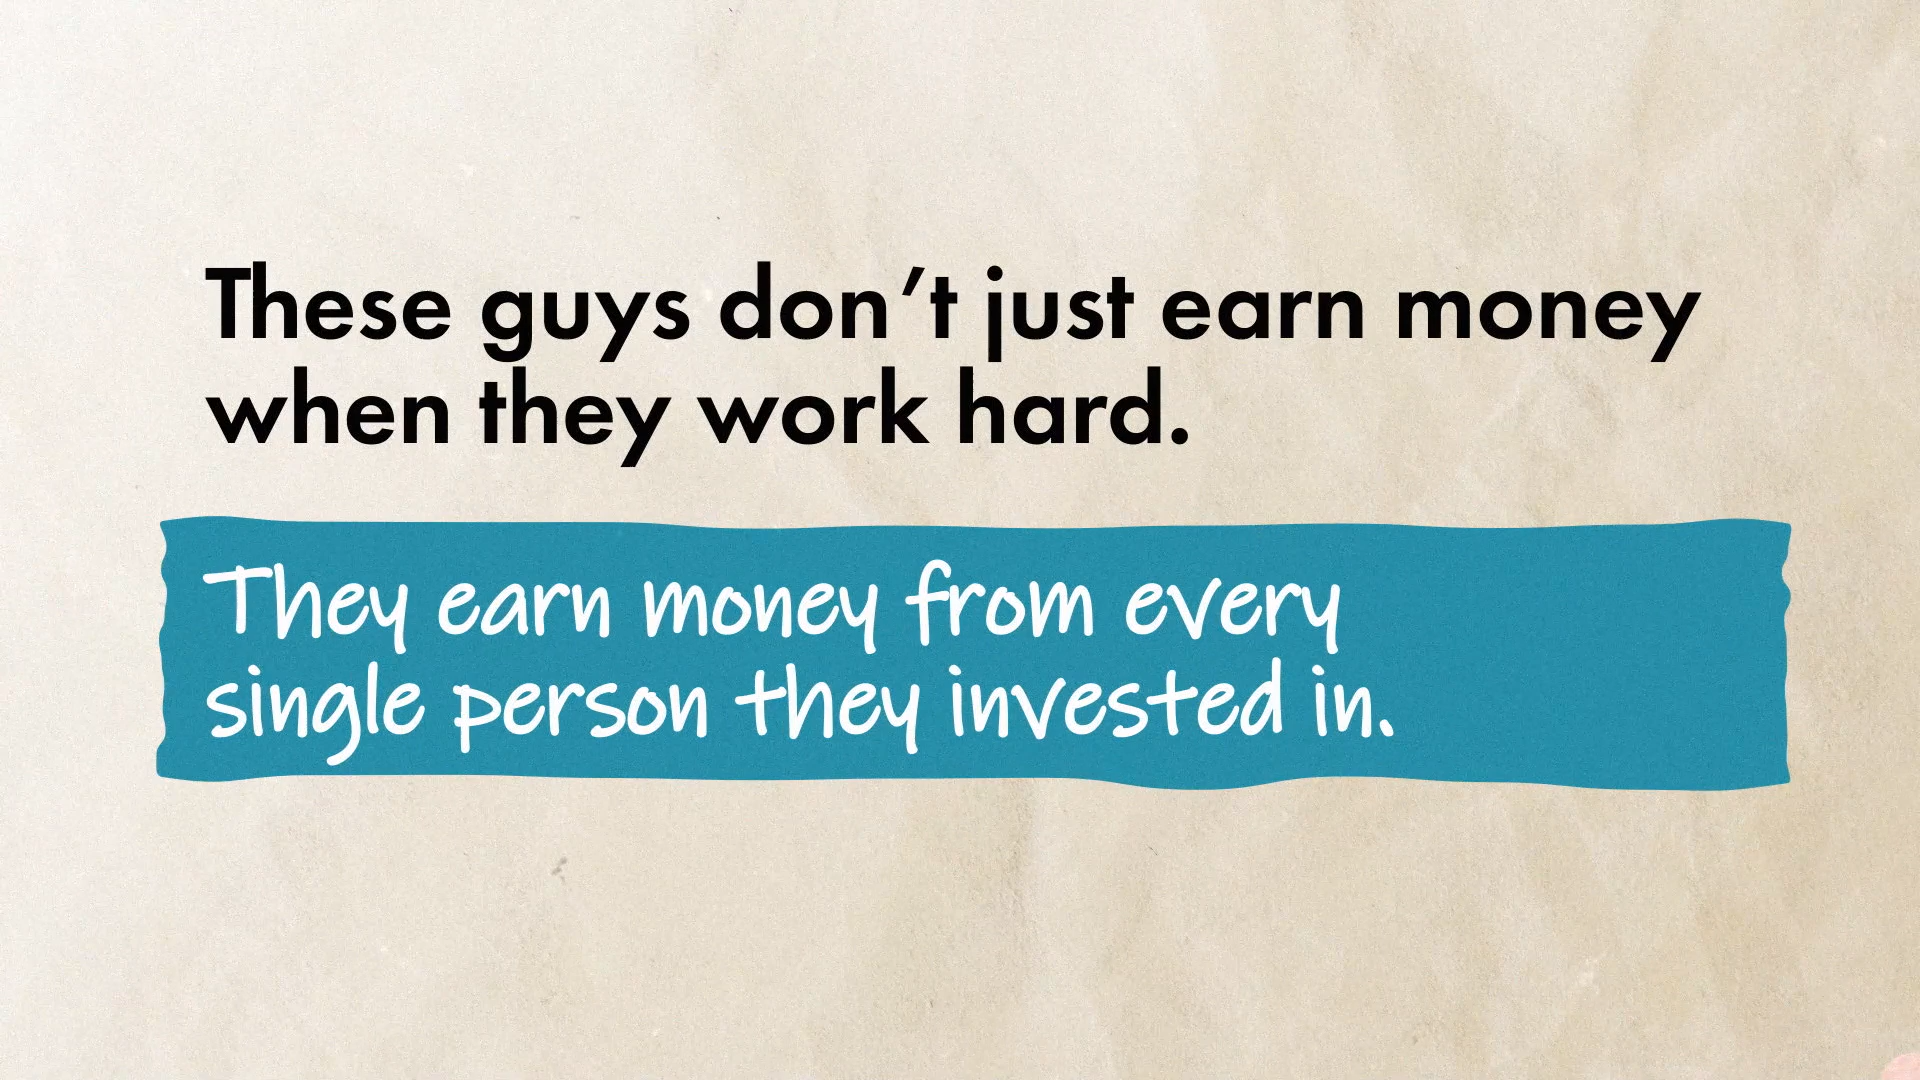 These guys don’t just earn money
when they work hard.
They earn money from every
single person they invested in.